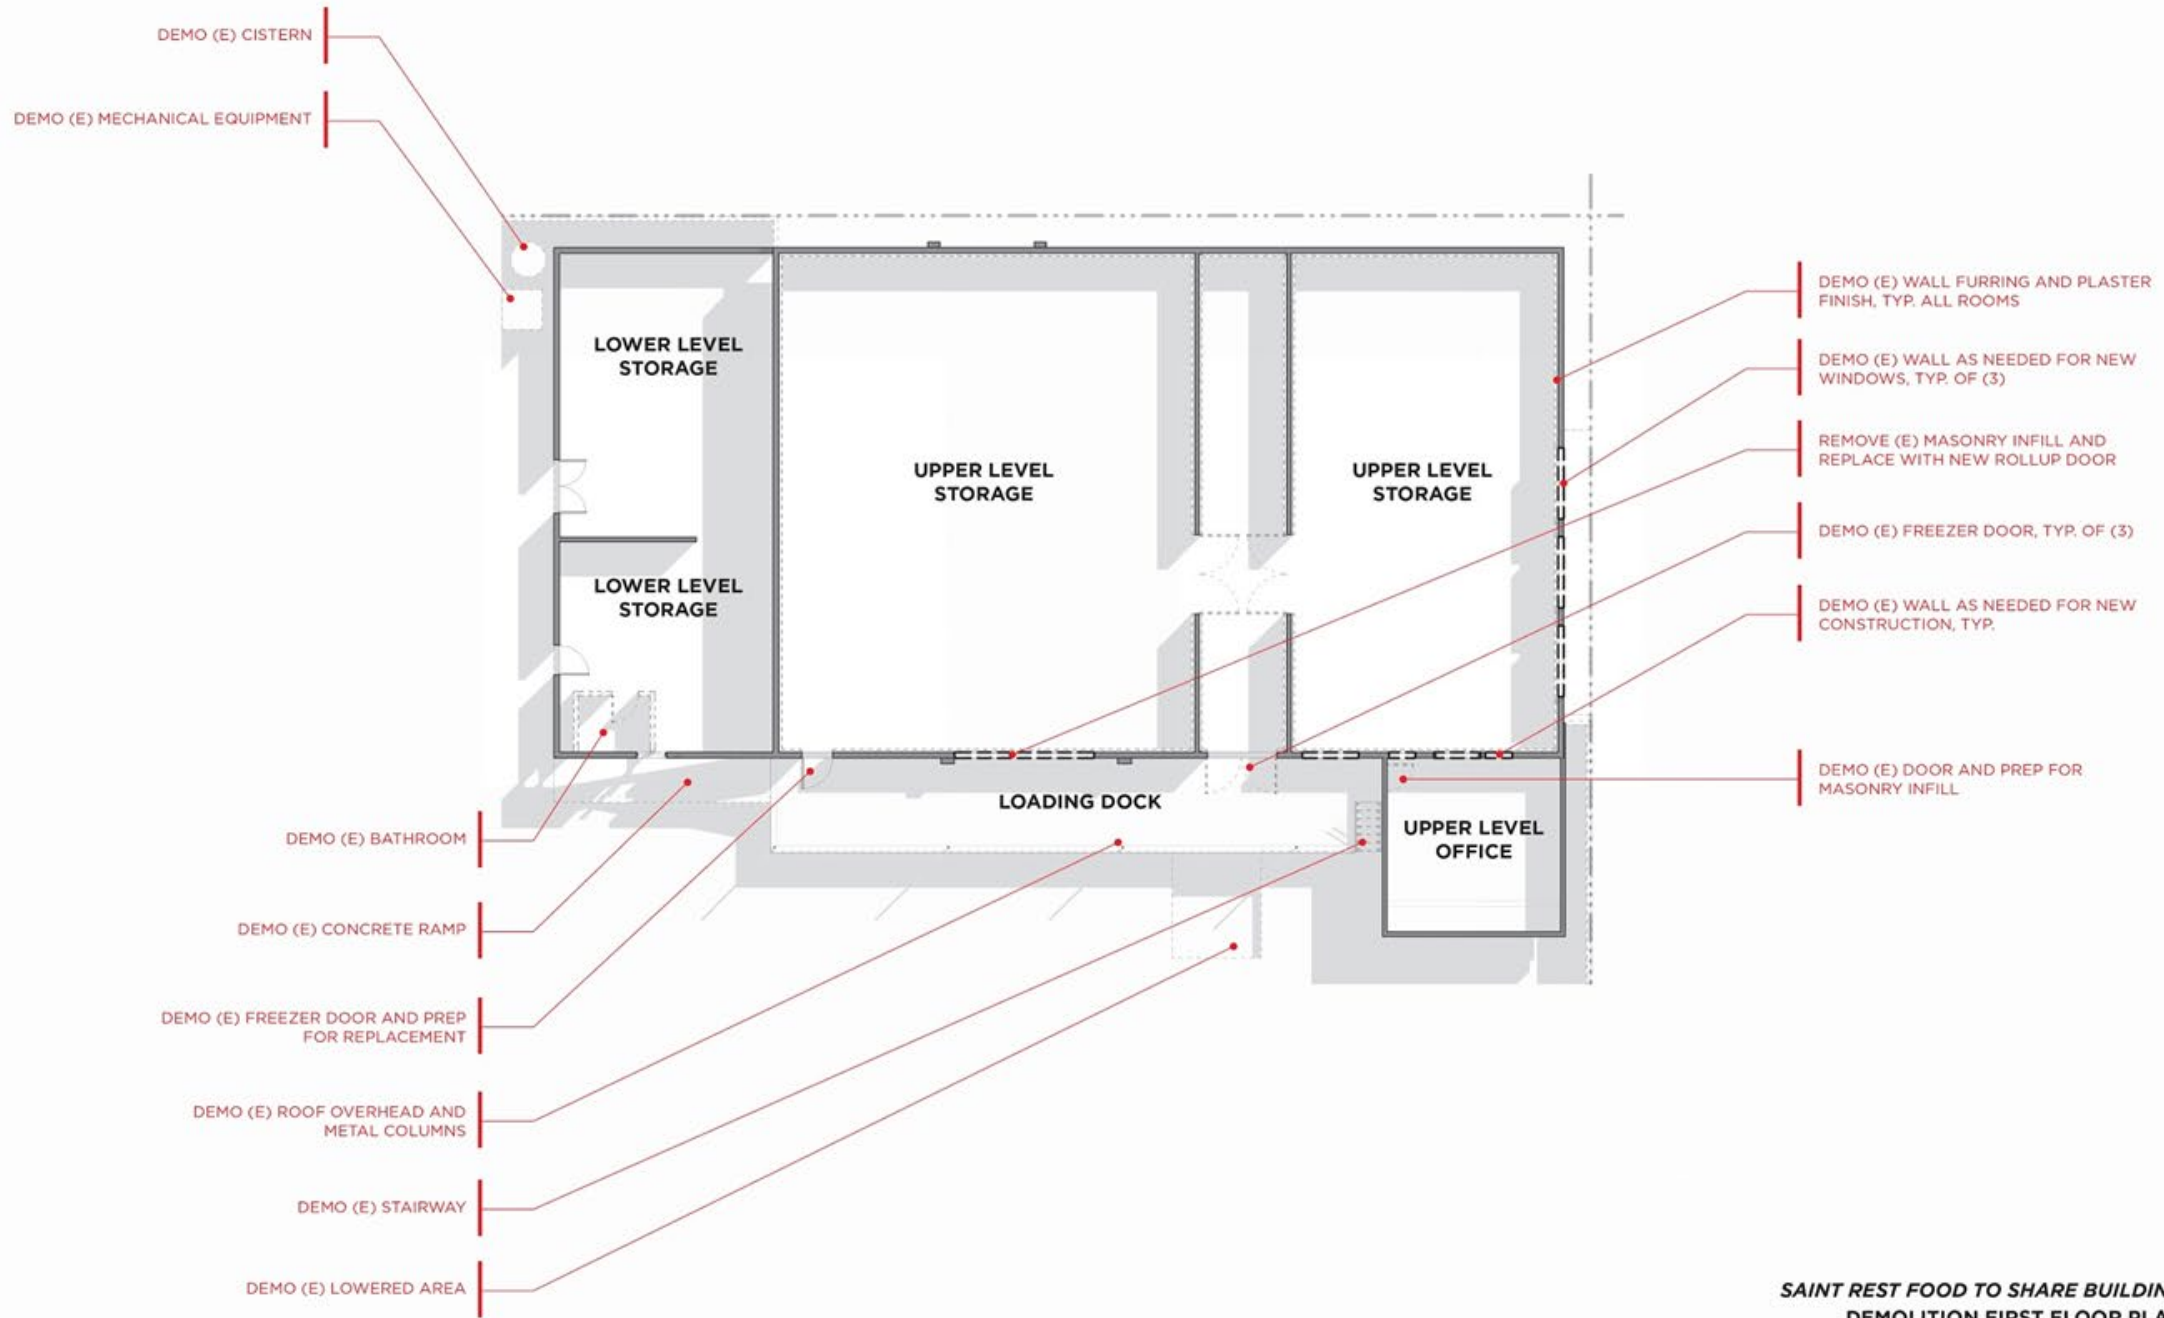 DEMO (E) CISTERN
DEMO (E) MECHANICAL EQUIPMENT
DEMO (E) WALL FURRING AND PLASTER
FINISH, TYP. ALL ROOMS
DEMO (E) WALL AS NEEDED FOR NEW
WINDOWS, TYP. OF (3)
REMOVE (E) MASONRY INFILL AND
REPLACE WITH NEW ROLLUP DOOR
DEMO (E) FREEZER DOOR, TYP. OF (3)
DEMO (E) WALL AS NEEDED FOR NEW
CONSTRUCTION, TYP.
DEMO (E) DOOR AND PREP FOR
MASONRY INFILL
LOWER LEVEL
STORAGE
UPPER LEVEL
STORAGE
UPPER LEVEL
STORAGE
LOWER LEVEL
STORAGE
LOADING DOCK
UPPER LEVEL
OFFICE
DEMO (E) BATHROOM
DEMO (E) CONCRETE RAMP
DEMO (E) FREEZER DOOR AND PREP
FOR REPLACEMENT
DEMO (E) ROOF OVERHEAD AND
METAL COLUMNS
DEMO (E) STAIRWAY
DEMO (E) LOWERED AREA
SAINT REST FOOD TO SHARE BUILDIN
DEMOLITION FIRST FLOOR PLA